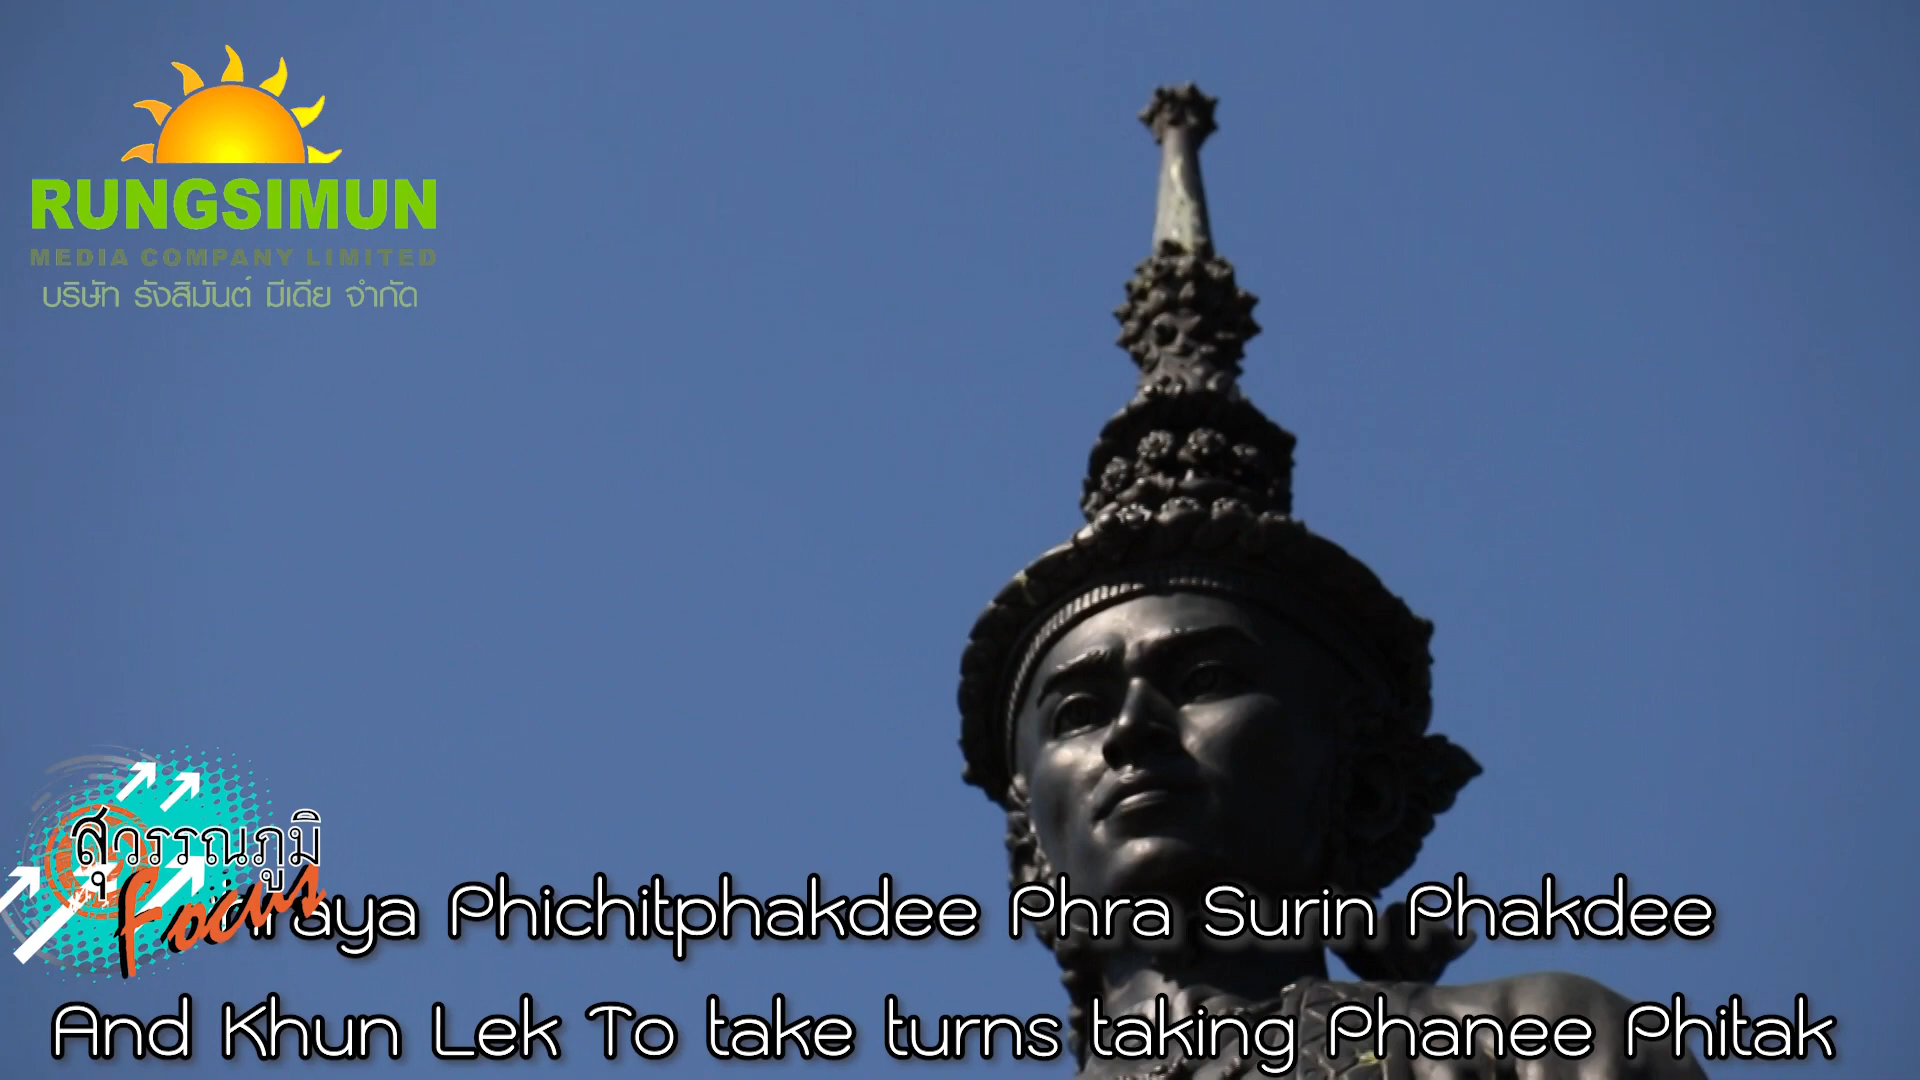 RUNGSIMUN
MEDIA COMPANY LIMITED
บริษัท รังสิมันต์ มีเดีย จำกัด
สุวรรณภูมิ
Focus
Phichitphakdee Phra Surin Phakdee
And Khun Lek To take turns taking Phanee Phitak